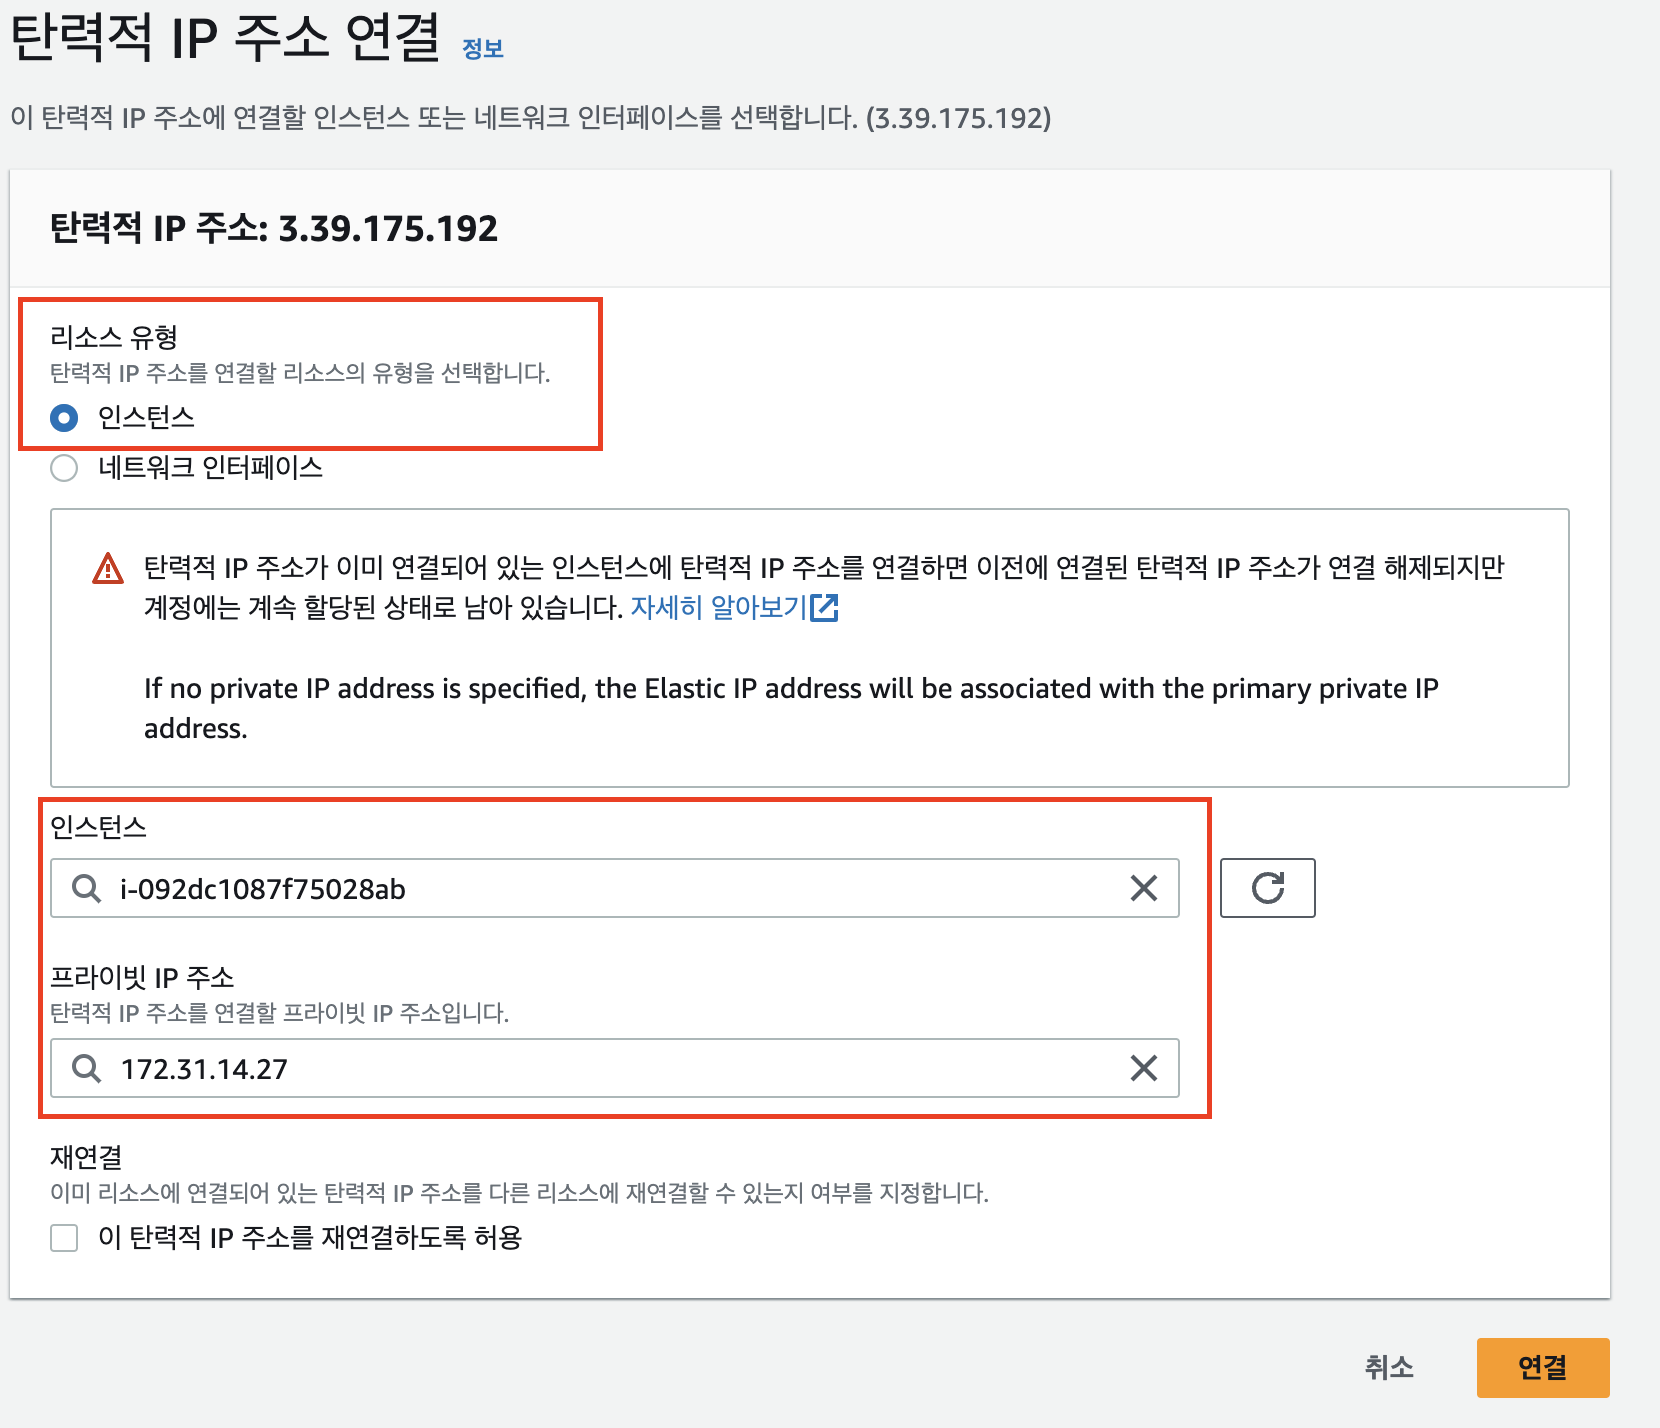 탄력적 IP 주소 연결 정보
이 탄력적 IP 주소에 연결할 인스턴스 또는 네트워크 인터페이스를 선택합니다. (3.39.175.192)
탄력적 IP 주소: 3.39.175.192
리소스 유형
탄력적 IP 주소를 연결할 리소스의 유형을 선택합니다.
인스턴스
네트워크 인터페이스
탄력적 IP 주소가 이미 연결되어 있는 인스턴스에 탄력적 IP 주소를 연결하면 이전에 연결된 탄력적 IP 주소가 연결 해제되지만
계정에는 계속 할당된 상태로 남아 있습니다. 자세히 알아보기
If no private IP address is specified, the Elastic IP address will be associated with the primary private IP
address.
인스턴스
i-092dc1087f75028ab
프라이빗 IP 주소
탄력적 IP 주소를 연결할 프라이빗 IP 주소입니다.
172.31.14.27
재연결
이미 리소스에 연결되어 있는 탄력적 IP 주소를 다른 리소스에 재연결할 수 있는지 여부를 지정합니다.
이 탄력적 IP 주소를 재연결하도록 허용
취소 연결